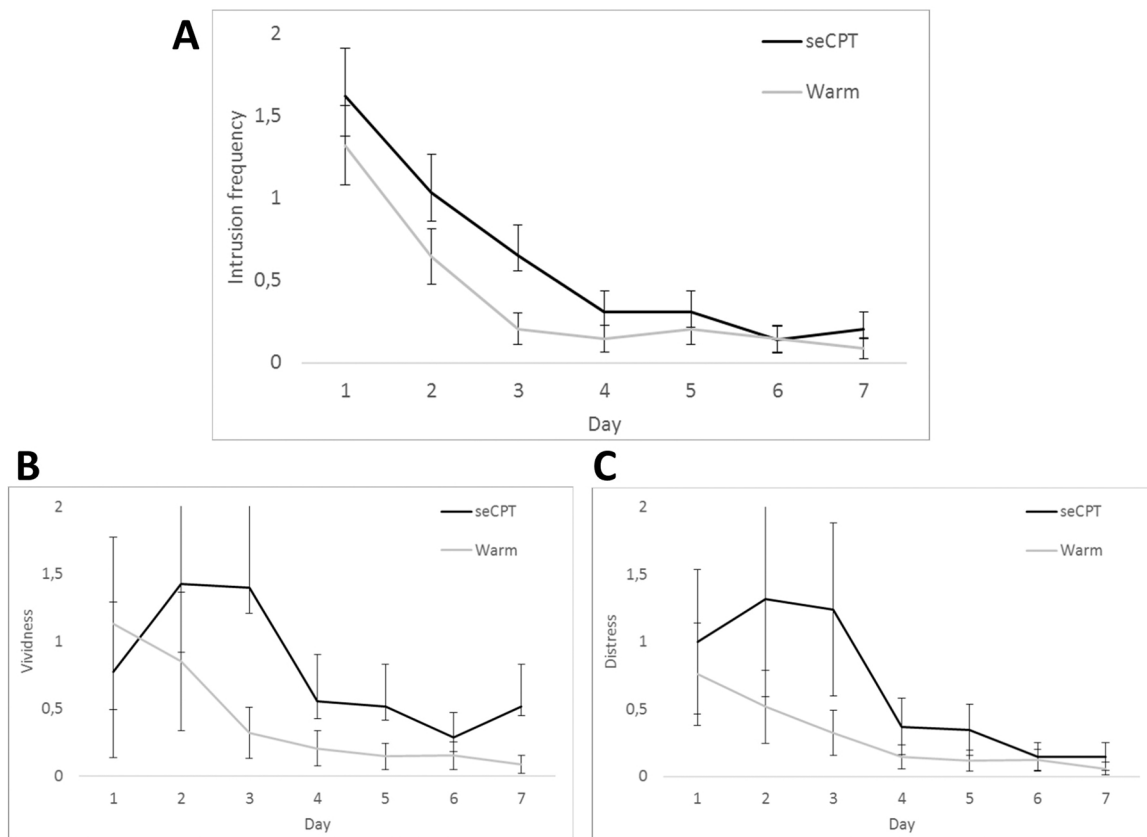 A
2
1,5
1
0,5
0
Intrusion frequency
seCPT
Warm
1 2 3 4 5 6 7
Day
B
2
1,5
1
0,5
0
Vividness
seCPT
Warm
1 2 3 4 5 6 7
Day
C
2
1,5
1
0,5
0
Distress
seCPT
Warm
1 2 3 4 5 6 7
Day